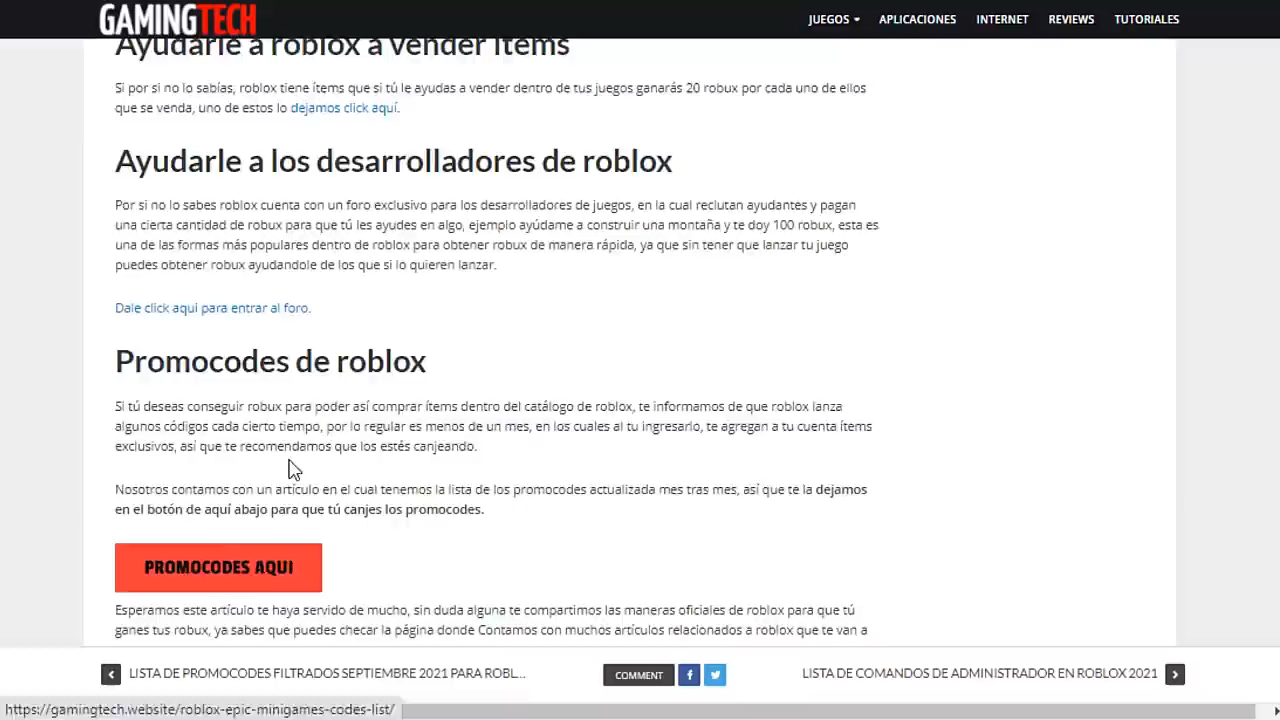 GAMINGTECH
JUEGOS APLICACIONES INTERNET REVIEWS TUTORIALES
Ayudarle a roblox a vender ítems
Si por si no lo sabías, roblox tiene ítems que si tú le ayudas a vender dentro de tus juegos ganarás 20 robux por cada uno de ellos
que se venda, uno de estos lo dejamos click aquí.
Ayudarle a los desarrolladores de roblox
Por si no lo sabes roblox cuenta con un foro exclusivo para los desarrolladores de juegos, en la cual reclutan ayudantes y pagan
una cierta cantidad de robux para que tú les ayudes en algo, ejemplo ayúdame a construir una montaña y te doy 100 robux, esta es
una de las formas más populares dentro de roblox para obtener robux de manera rápida, ya que sin tener que lanzar tu juego
puedes obtener robux ayudandole de los que si lo quieren lanzar.
Dale click aqui para entrar al foro.
Promocodes de roblox
Si tú deseas conseguir robux para poder así comprar ítems dentro del catálogo de roblox, te informamos de que roblox lanza
algunos códigos cada cierto tiempo, por lo regular es menos de un mes, en los cuales al tu ingresarlo, te agregan a tu cuenta ítems
exclusivos, así que te recomendamos que los estés canjeando.
Nosotros contamos con un artículo en el cual tenemos la lista de los promocodes actualizada mes tras mes, así que te la dejamos
en el botón de aquí abajo para que tú canjes los promocodes.
PROMOCODES AQUI
Esperamos este artículo te haya servido de mucho, sin duda alguna te compartimos las maneras oficiales de roblox para que tú
ganes tus robux, ya sabes que puedes checar la página donde Contamos con muchos artículos relacionados a roblox que te van a
LISTA DE PROMOCODES FILTRADOS SEPTIEMBRE 2021 PARA ROBL... COMMENT LISTA DE COMANDOS DE ADMINISTRADOR EN ROBLOX 2021
https://gamingtech.website/roblox-epic-minigames-codes-list/